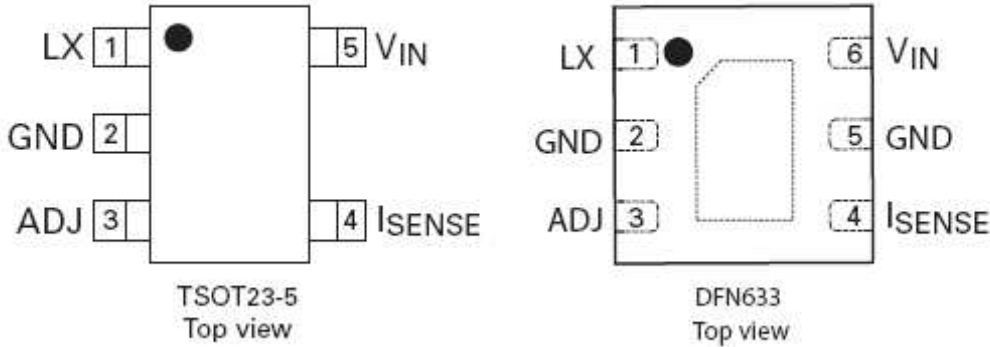 LX 1 5 VIN
GND 2
ADJ 3 4 ISENSE
TSOT23-5
Top view
LX 1 6 VIN
GND 2 5 GND
ADJ 3 4 ISENSE
DFN633
Top view